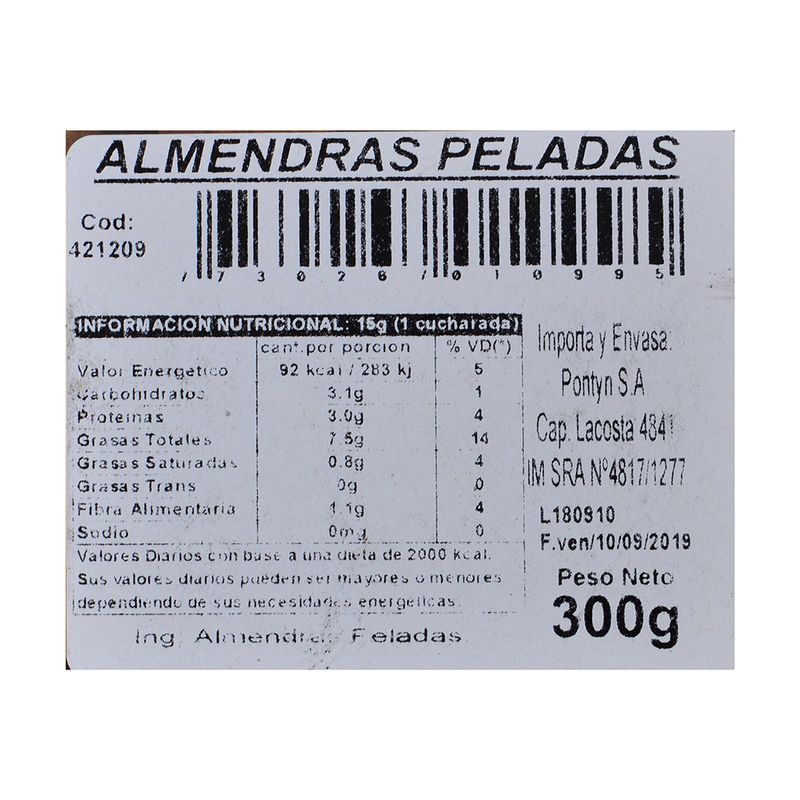 ALMENDRAS PELADAS
Cod:
421209
7 73026 010995
INFORMACION NUTRICIONAL: 15g (1 cucharada)
cant.por porcion % VD(*)
Valor Energetico 92 kcal / 283 kj 5
Carbohidratos 3.1g 1
Proteinas 3.0g 4
Grasas Totales 7.5g 14
Grasas Saturadas 0.8g 4
Grasas Trans 0g 0
Fibra Alimentaria 1.1g 4
Sodio 0mg 0
Valores Diarios con base a una dieta de 2000 kcal.
Sus valores diarios pueden ser mayores o menores
dependiendo de sus necesidades energeticas.
Ing: Almendras Peladas
Importa y Envasa:
Pontyn S.A
Cap. Lacosta 4841
IM SRA Nº4817/1277
L180910
F.ven/10/09/2019
Peso Neto
300g